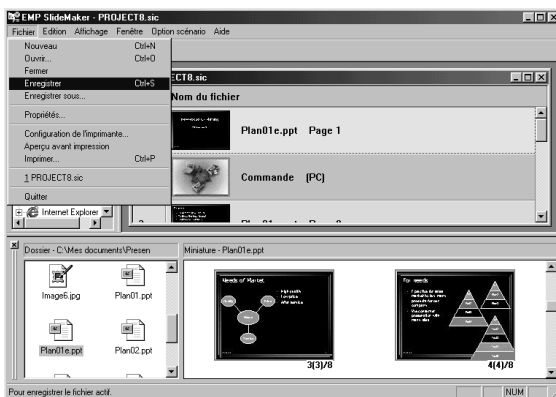 EMP SlideMaker - PROJECT8.sic
Fichier Edition Affichage Fenêtre Option scénario Aide
Nouveau Ctrl+N
Ouvrir... Ctrl+O
Fermer
Enregistrer Ctrl+S
Enregistrer sous...
Propriétés...
Configuration de l'imprimante...
Aperçu avant impression
Imprimer... Ctrl+P
1 PROJECT8.sic
Quitter
ECT8.sic
Nom du fichier
Plan01e.ppt Page 1
Commande (PC)
Internet Explorer
Dossier - C:\Mes documents\Presen
Miniature - Plan01e.ppt
Image6.jpg
Plan01.ppt
Plan01e.ppt
Plan02.ppt
Needs of Market
3(3)/8
For needs
4(4)/8
Pour enregistrer le fichier actif.
NUM